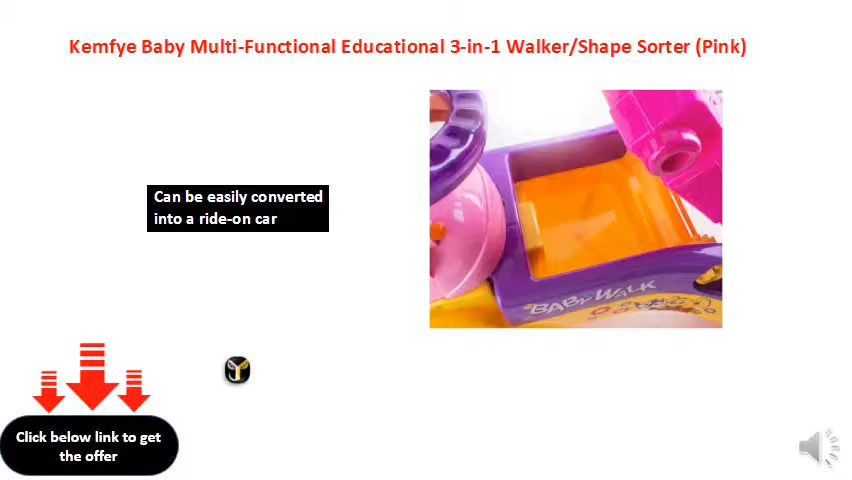 Kemfye Baby Multi-Functional Educational 3-in-1 Walker/Shape Sorter (Pink)
Can be easily converted
into a ride-on car
BABY WALK
Click below link to get
the offer